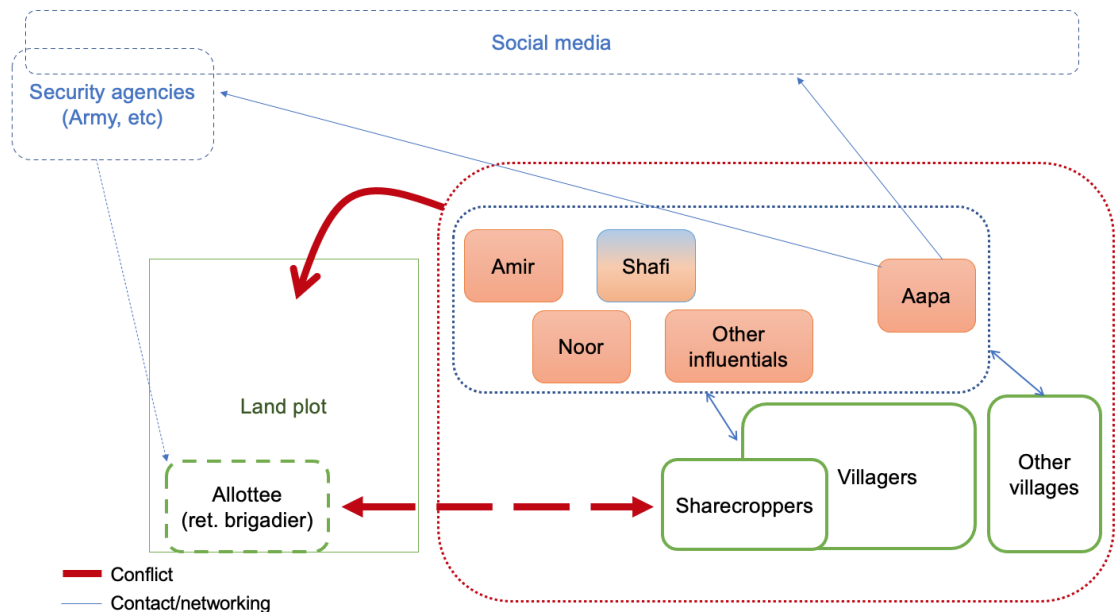 Social media
Security agencies
(Army, etc)
Amir
Shafi
Aapa
Noor
Other
influentials
Land plot
Allottee
(ret. brigadier)
Sharecroppers
Villagers
Other
villages
Conflict
Contact/networking